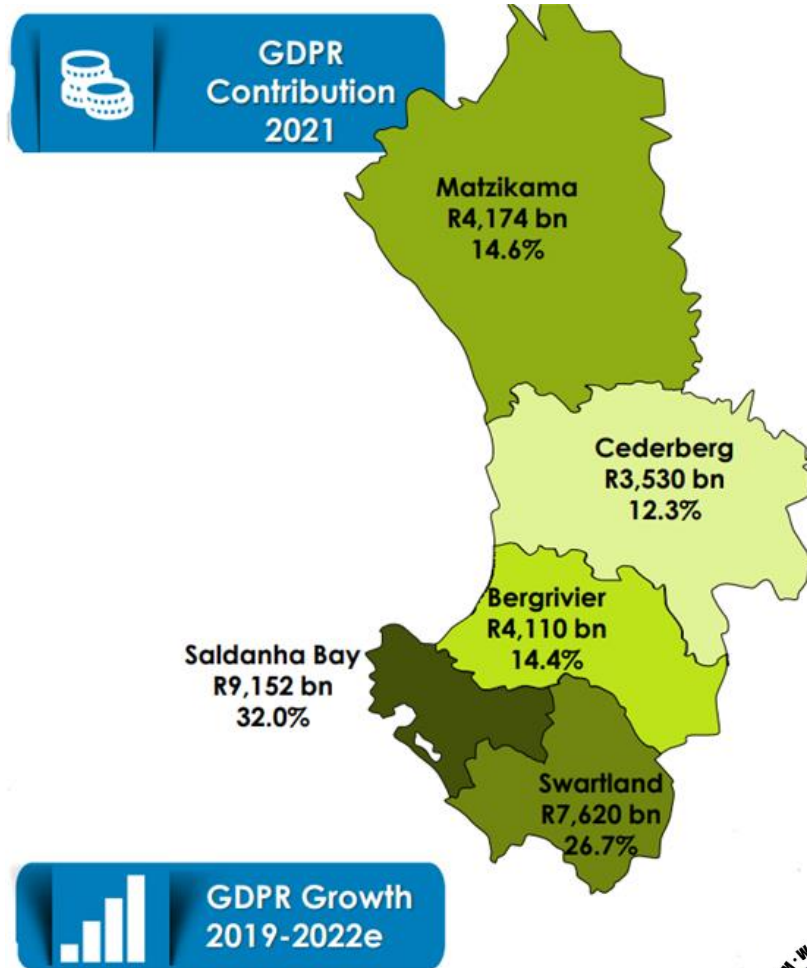 GDPR
Contribution
2021
Matzikama
R4,174 bn
14.6%
Cederberg
R3,530 bn
12.3%
Bergrivier
R4,110 bn
14.4%
Saldanha Bay
R9,152 bn
32.0%
Swartland
R7,620 bn
26.7%
GDPR Growth
2019-2022e